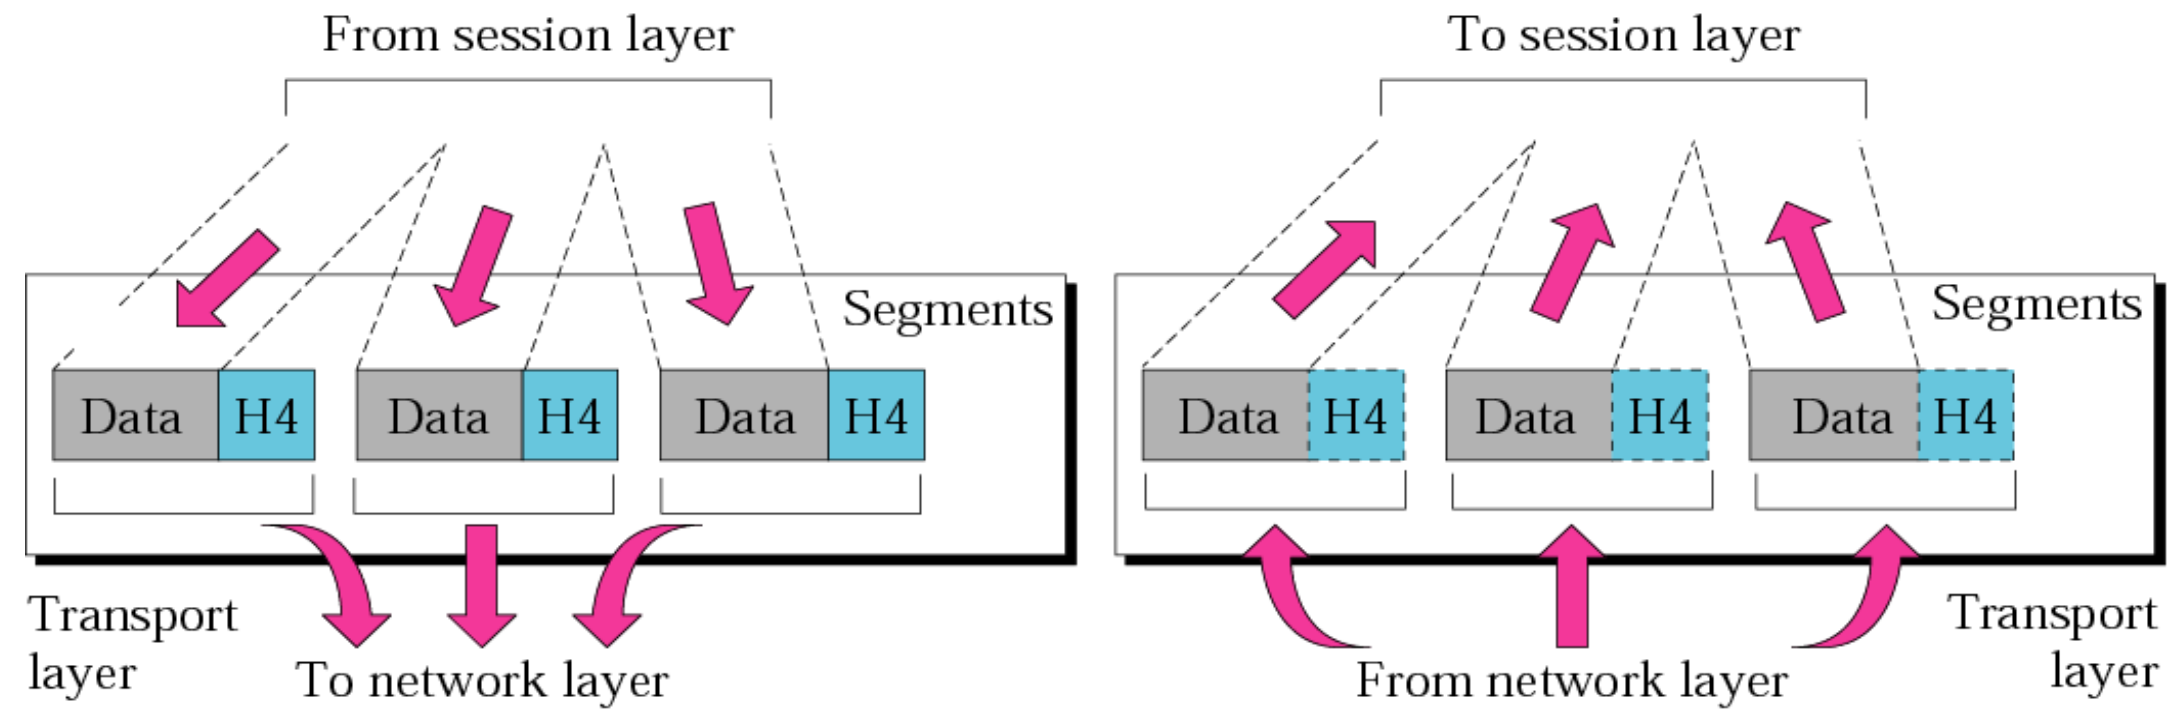 From session layer
Segments
Data H4 Data H4 Data H4
Transport
layer
To network layer
To session layer
Segments
Data H4 Data H4 Data H4
From network layer
Transport
layer